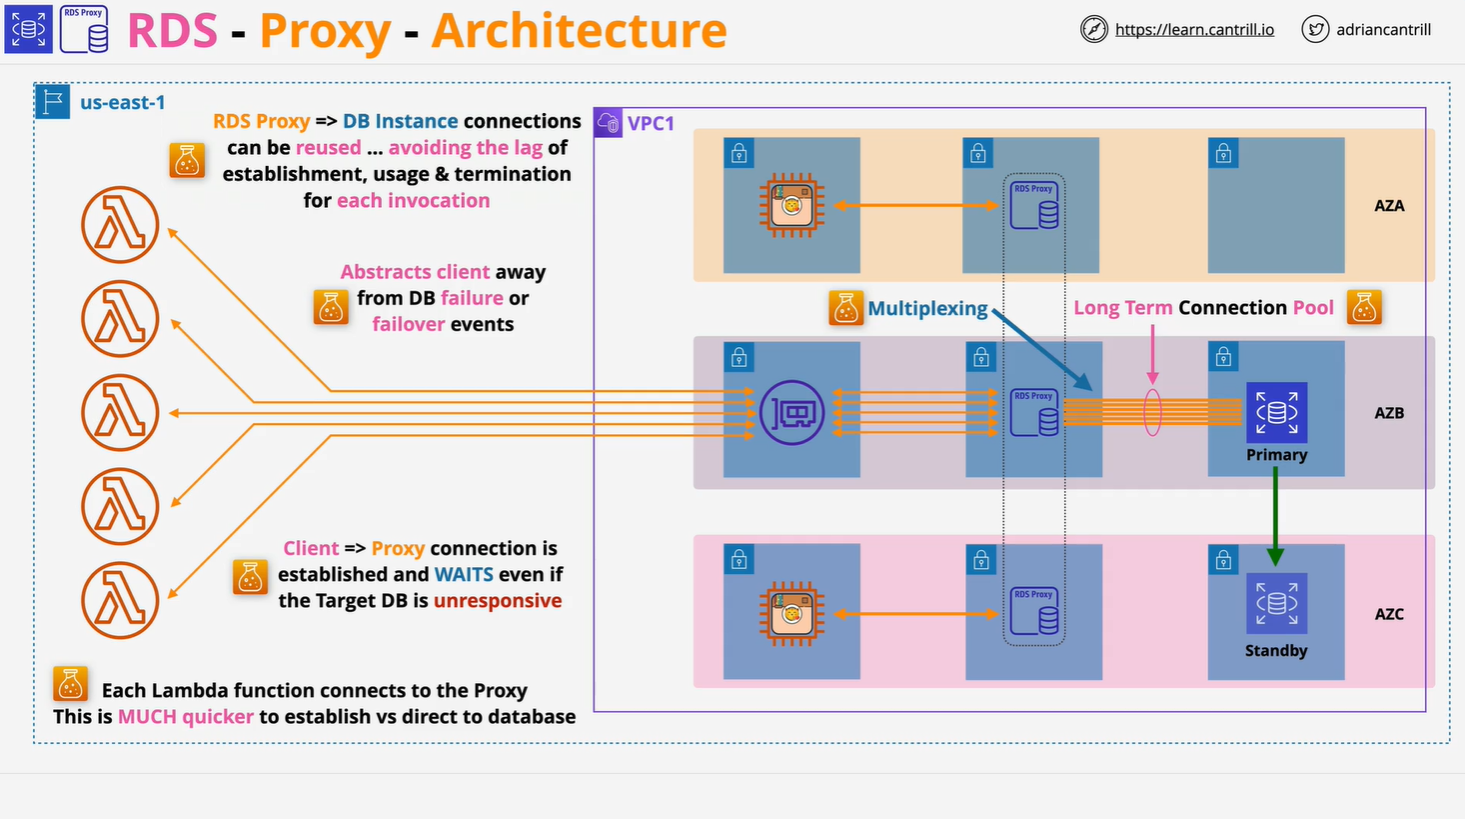 RDS Proxy
RDS - Proxy - Architecture
https://learn.cantrill.io
adriancantrill
us-east-1
RDS Proxy => DB Instance connections
can be reused ... avoiding the lag of
establishment, usage & termination
for each invocation
Abstracts client away
from DB failure or
failover events
Client => Proxy connection is
established and WAITS even if
the Target DB is unresponsive
Each Lambda function connects to the Proxy
This is MUCH quicker to establish vs direct to database
VPC1
RDS Proxy
AZA
Multiplexing
Long Term Connection Pool
RDS Proxy
Primary
AZB
RDS Proxy
Standby
AZC